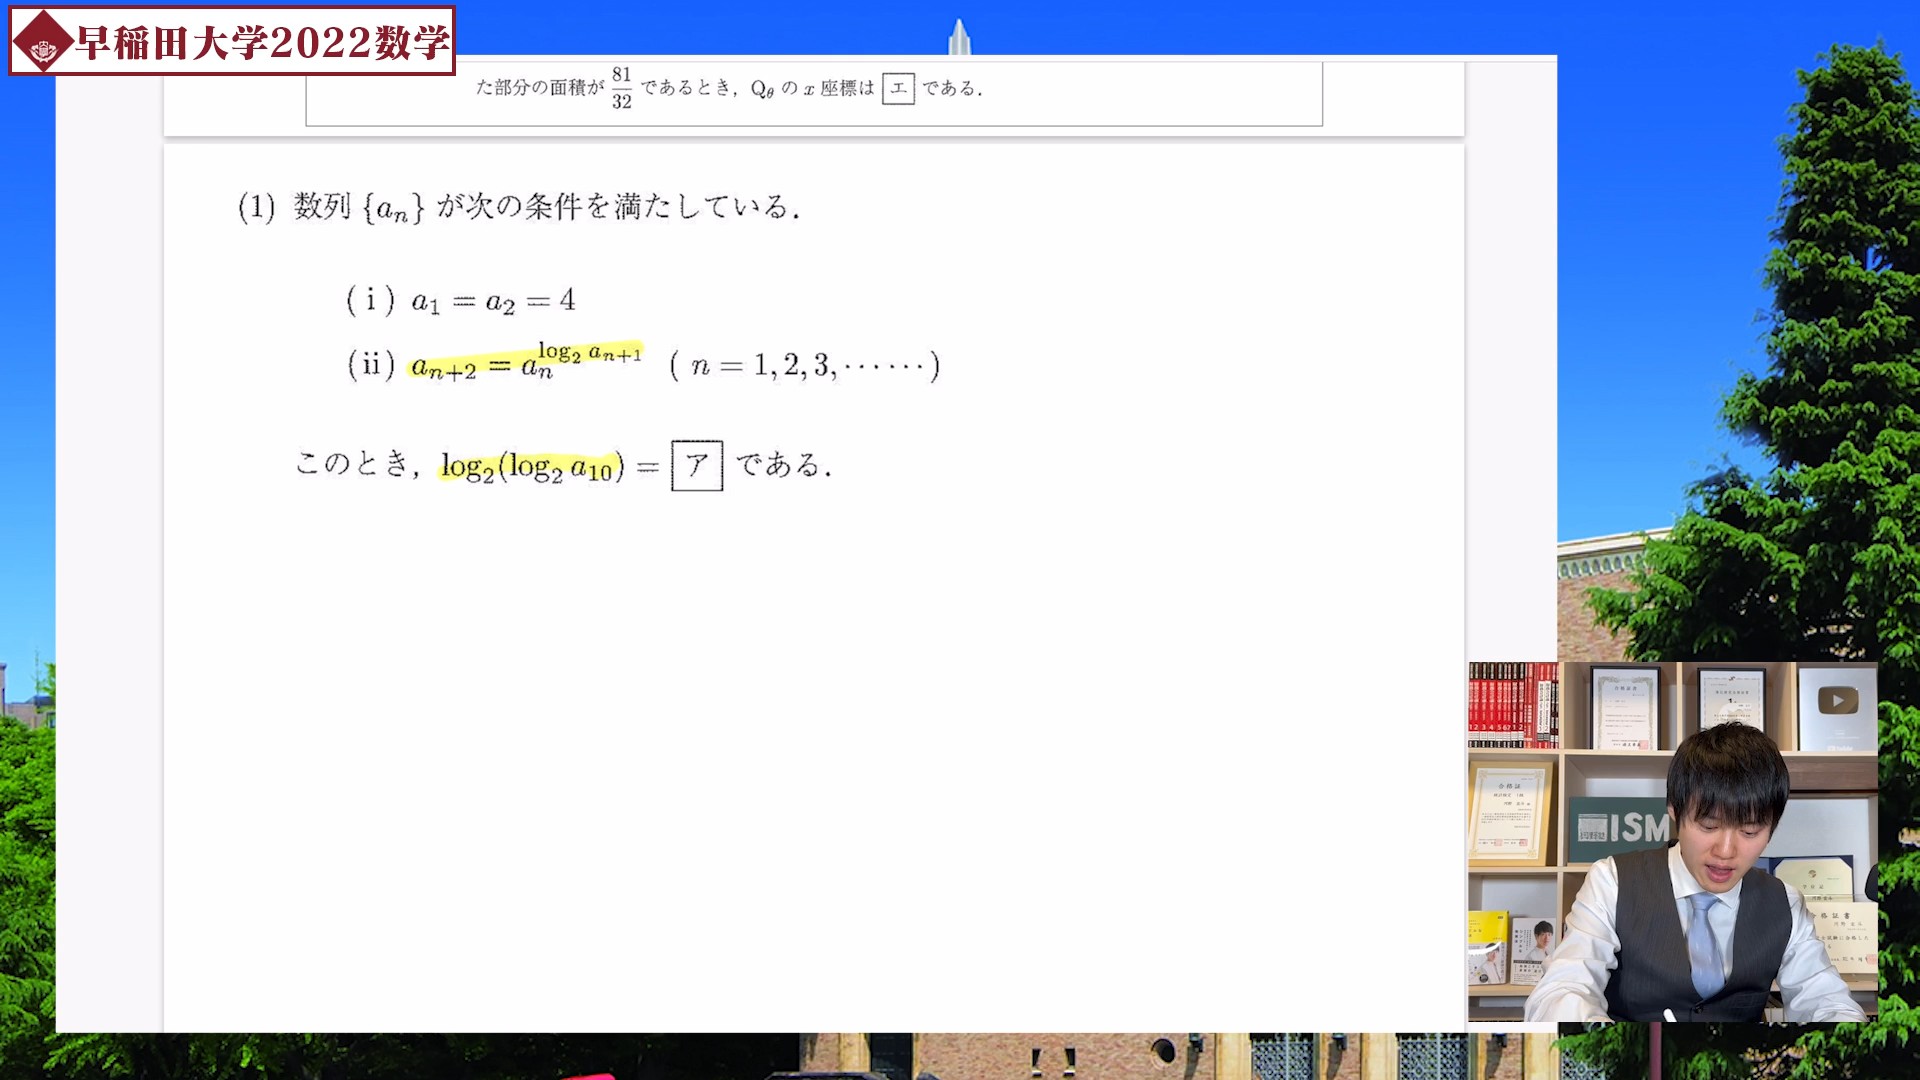 早稲田大学2022数学
た部分の面積が 81/32 であるとき, Qθ の x 座標は エ である.
(1) 数列 {aₙ} が次の条件を満たしている.
(i) a₁ = a₂ = 4
(ii) aₙ₊₂ = aₙ^(log₂ aₙ₊₁) ( n = 1, 2, 3, ······ )
このとき, log₂(log₂ a₁₀) = ア である.
合格証
ISM